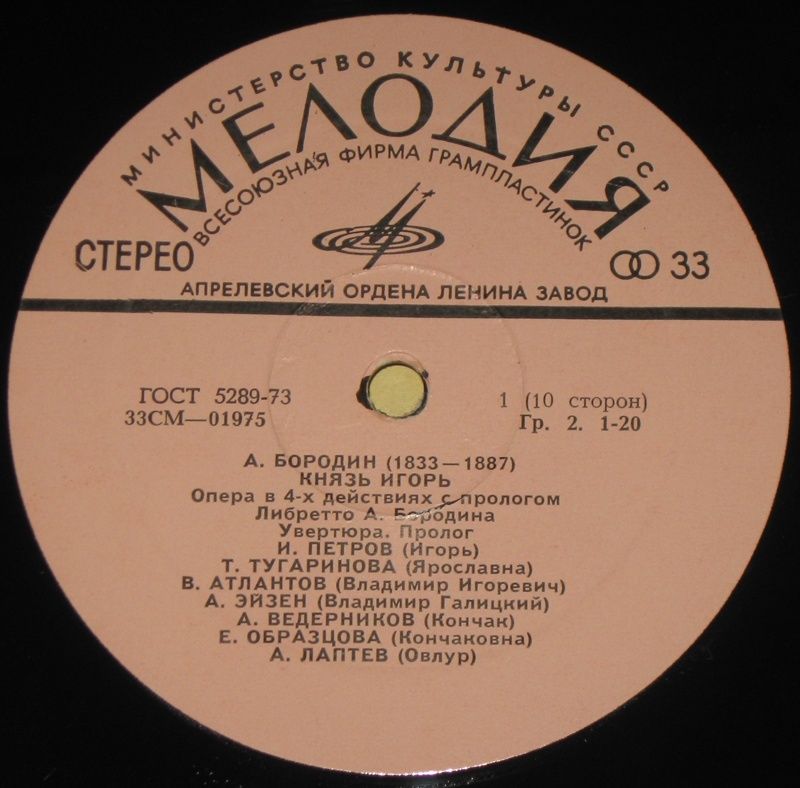 МИНИСТЕРСТВО КУЛЬТУРЫ СССР
МЕЛОДИЯ
ВСЕСОЮЗНАЯ ФИРМА ГРАМПЛАСТИНОК
СТЕРЕО
33
АПРЕЛЕВСКИЙ ОРДЕНА ЛЕНИНА ЗАВОД
ГОСТ 5289-73
33СМ—01975
1 (10 сторон)
Гр. 2. 1-20
А. БОРОДИН (1833—1887)
КНЯЗЬ ИГОРЬ
Опера в 4-х действиях с прологом
Либретто А. Бородина
Увертюра. Пролог
И. ПЕТРОВ (Игорь)
Т. ТУГАРИНОВА (Ярославна)
В. АТЛАНТОВ (Владимир Игоревич)
А. ЭЙЗЕН (Владимир Галицкий)
А. ВЕДЕРНИКОВ (Кончак)
Е. ОБРАЗЦОВА (Кончаковна)
А. ЛАПТЕВ (Овлур)